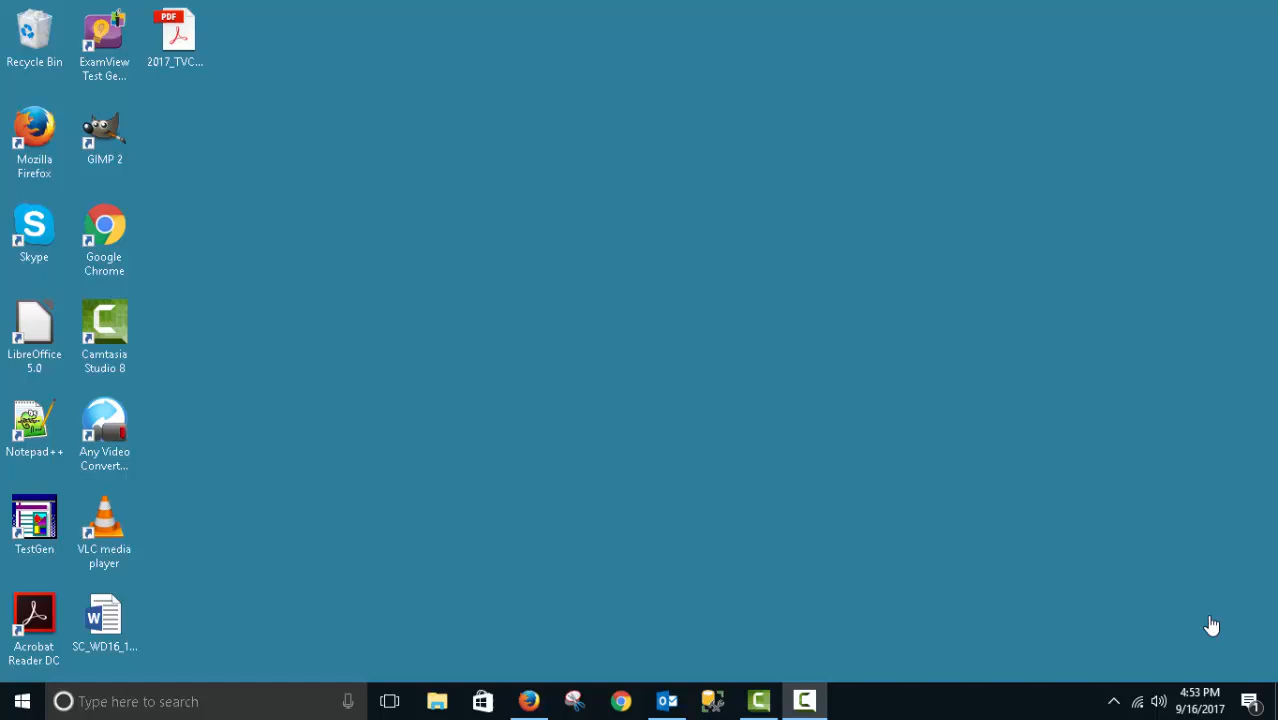 Recycle Bin
ExamView
Test Ge...
PDF
2017_TVC...
Mozilla
Firefox
GIMP 2
S
Skype
Google
Chrome
LibreOffice
5.0
C
Camtasia
Studio 8
Notepad++
Any Video
Convert...
TestGen
VLC media
player
Acrobat
Reader DC
W
SC_WD16_1...
Type here to search
C
C
4:53 PM
9/16/2017
1